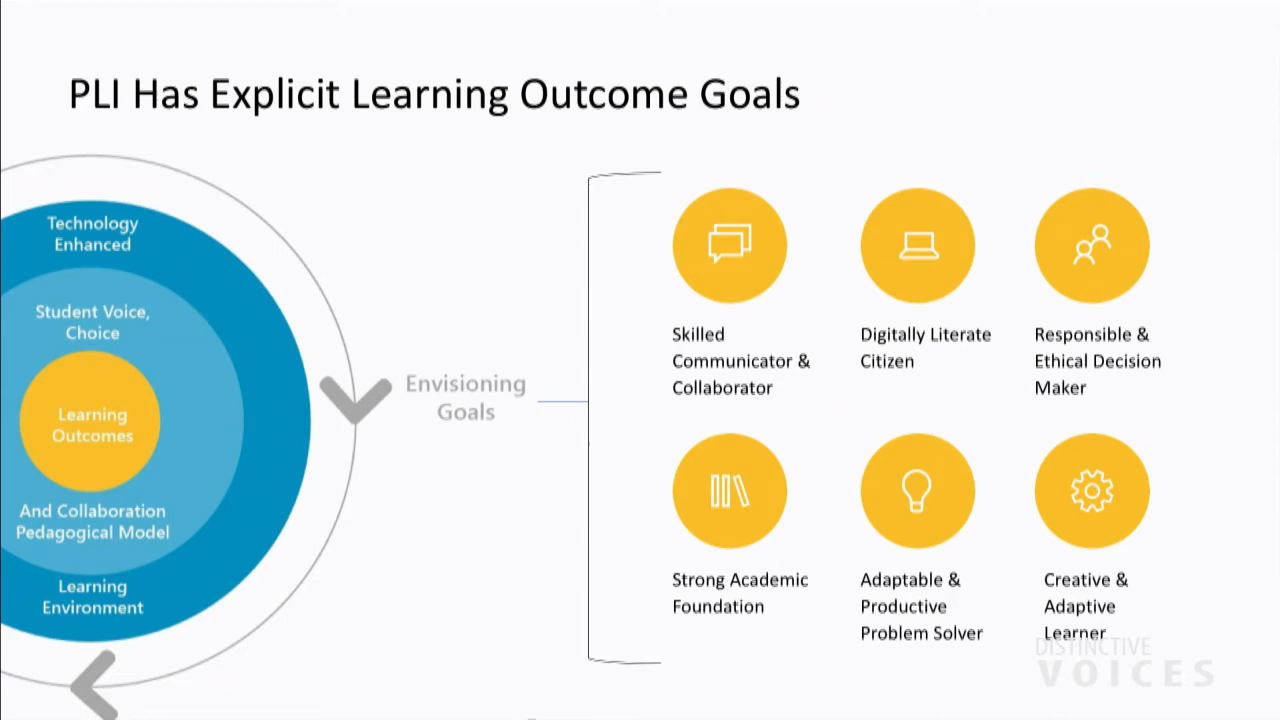 PLI Has Explicit Learning Outcome Goals
Technology
Enhanced
Student Voice,
Choice
Learning
Outcomes
And Collaboration
Pedagogical Model
Learning
Environment
Envisioning
Goals
Skilled
Communicator &
Collaborator
Digitally Literate
Citizen
Responsible &
Ethical Decision
Maker
Strong Academic
Foundation
Adaptable &
Productive
Problem Solver
Creative &
Adaptive
Learner
DISTINCTIVE
VOICES